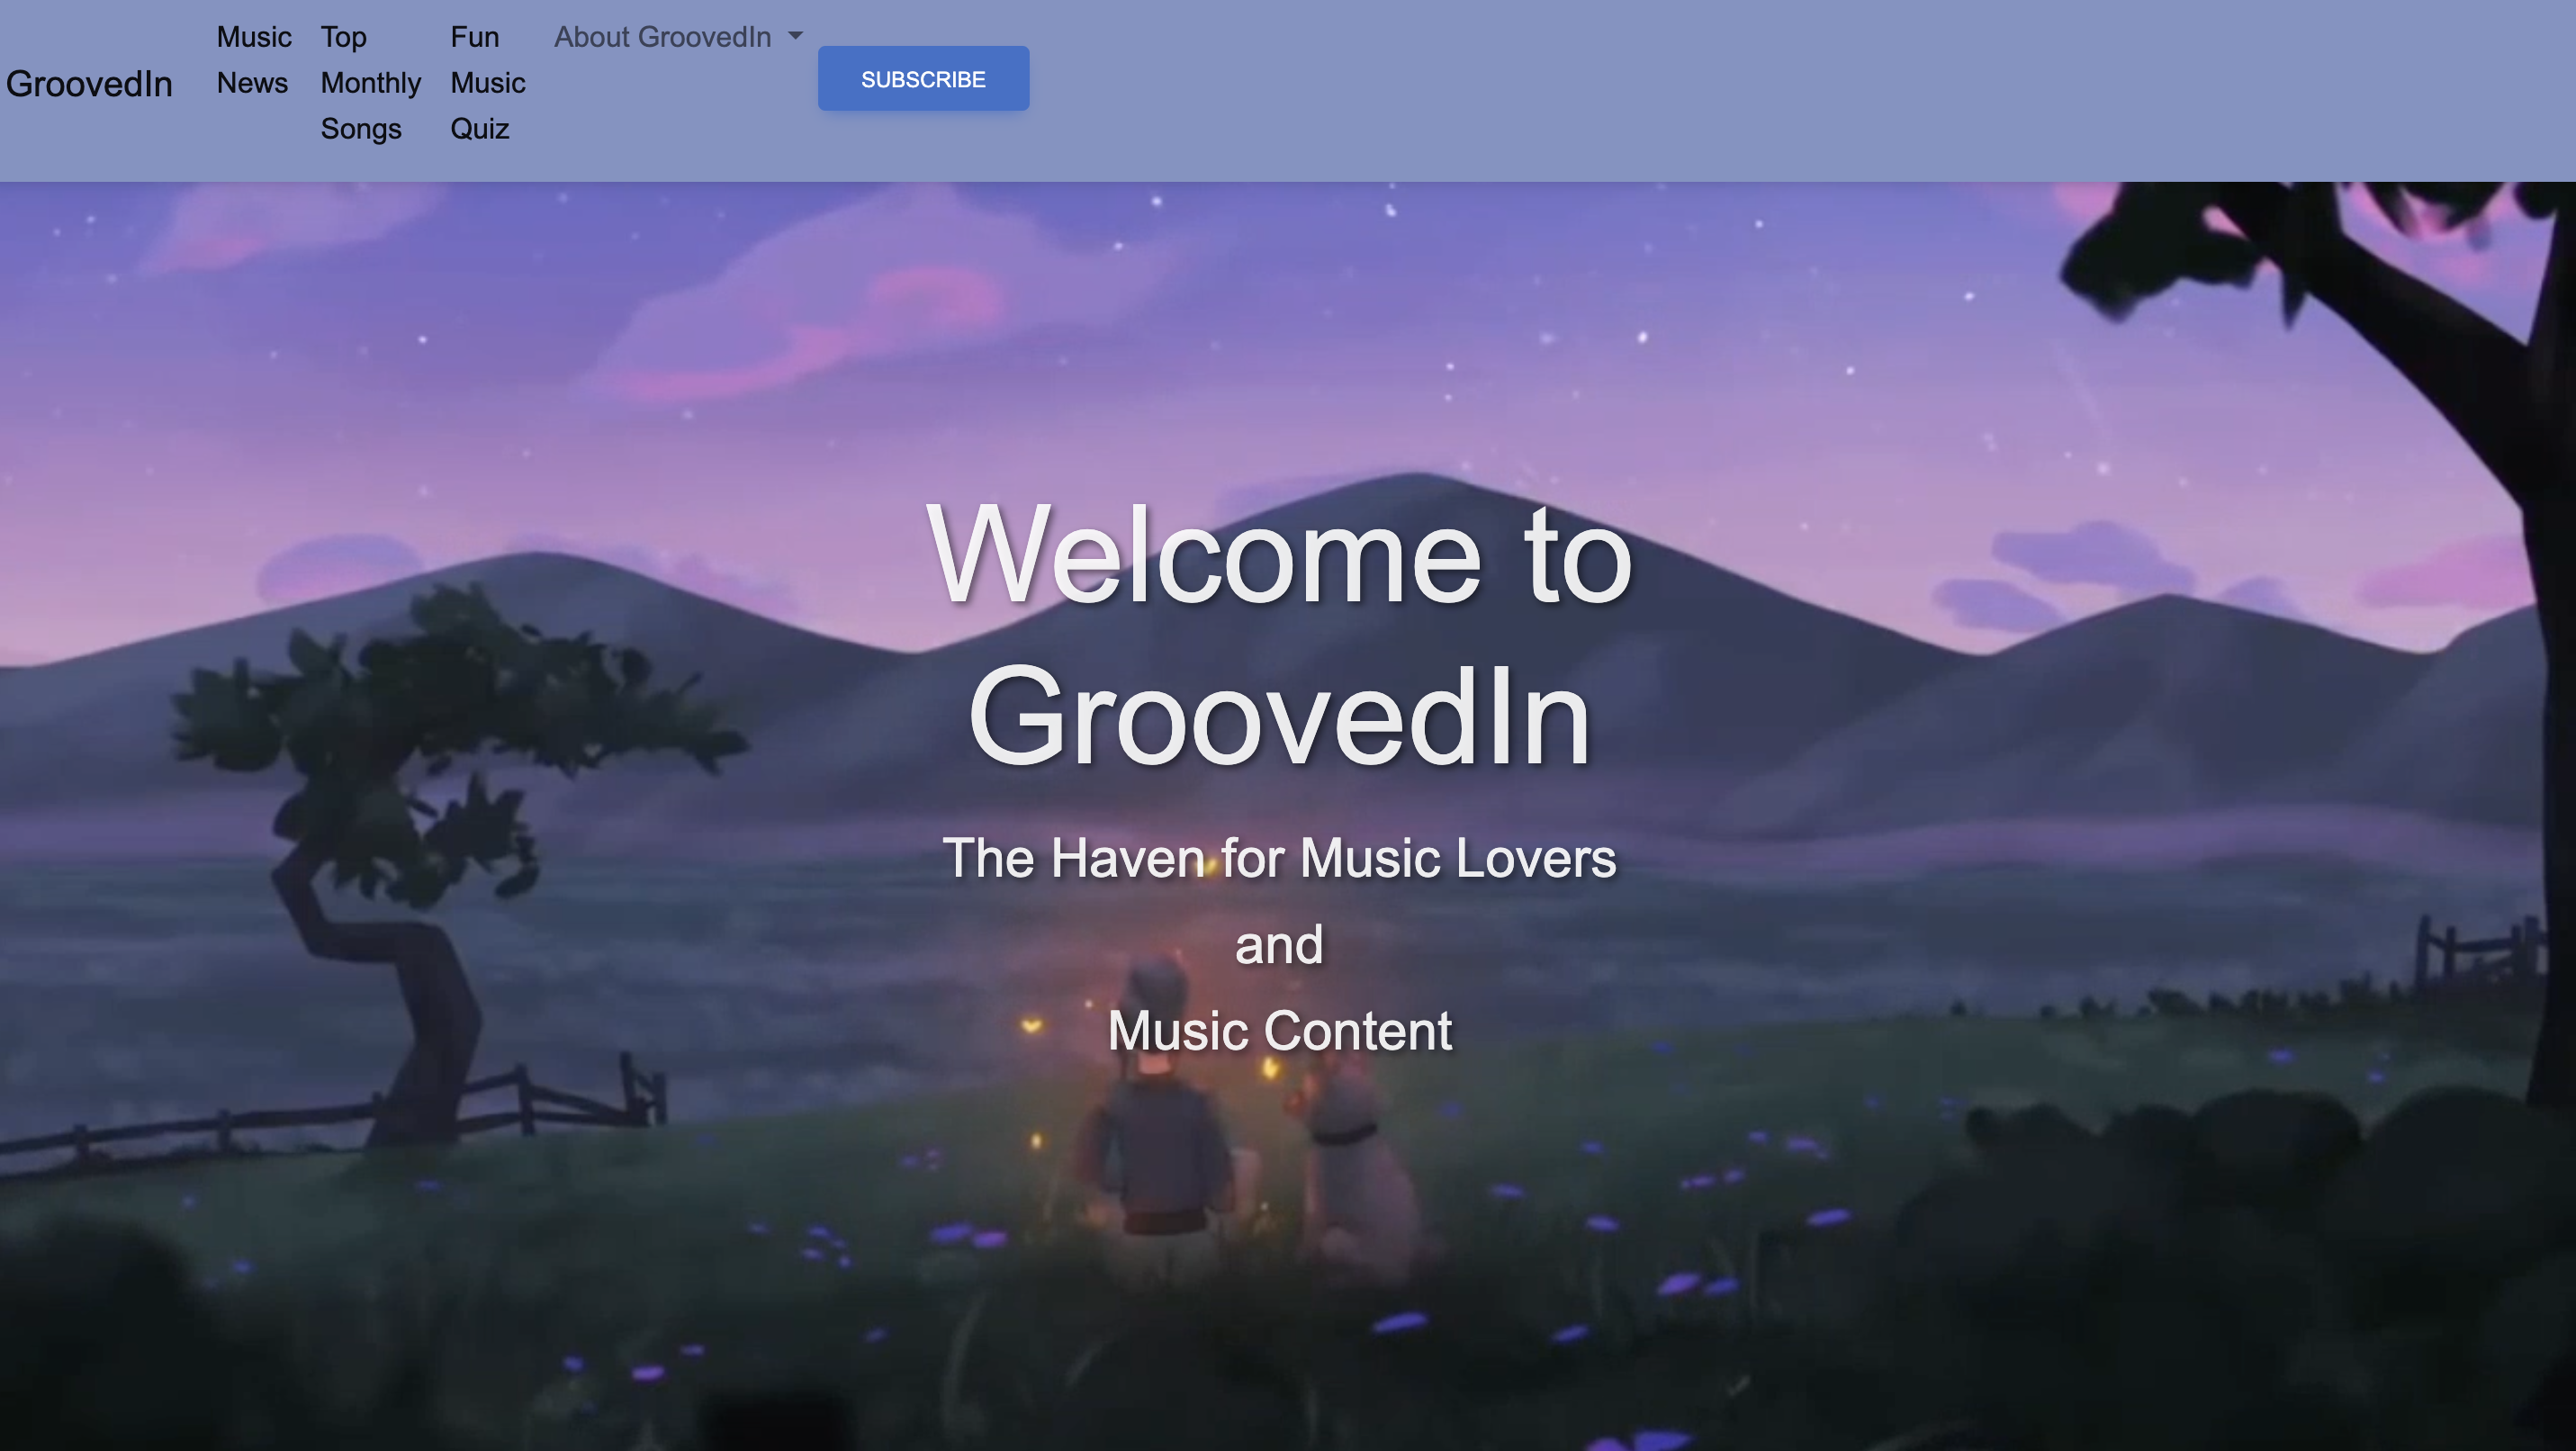 GroovedIn
Music
News
Top
Monthly
Songs
Fun
Music
Quiz
About GroovedIn
SUBSCRIBE
Welcome to
GroovedIn
The Haven for Music Lovers
and
Music Content